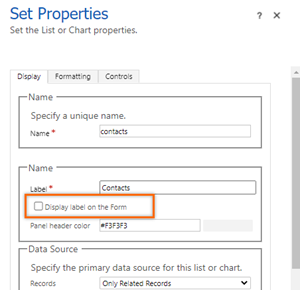 Set Properties
? ×
Set the List or Chart properties.
Display Formatting Controls
Name
Specify a unique name.
Name * contacts
Name
Label * Contacts
Display label on the Form
Panel header color #F3F3F3
Data Source
Specify the primary data source for this list or chart.
Records Only Related Records